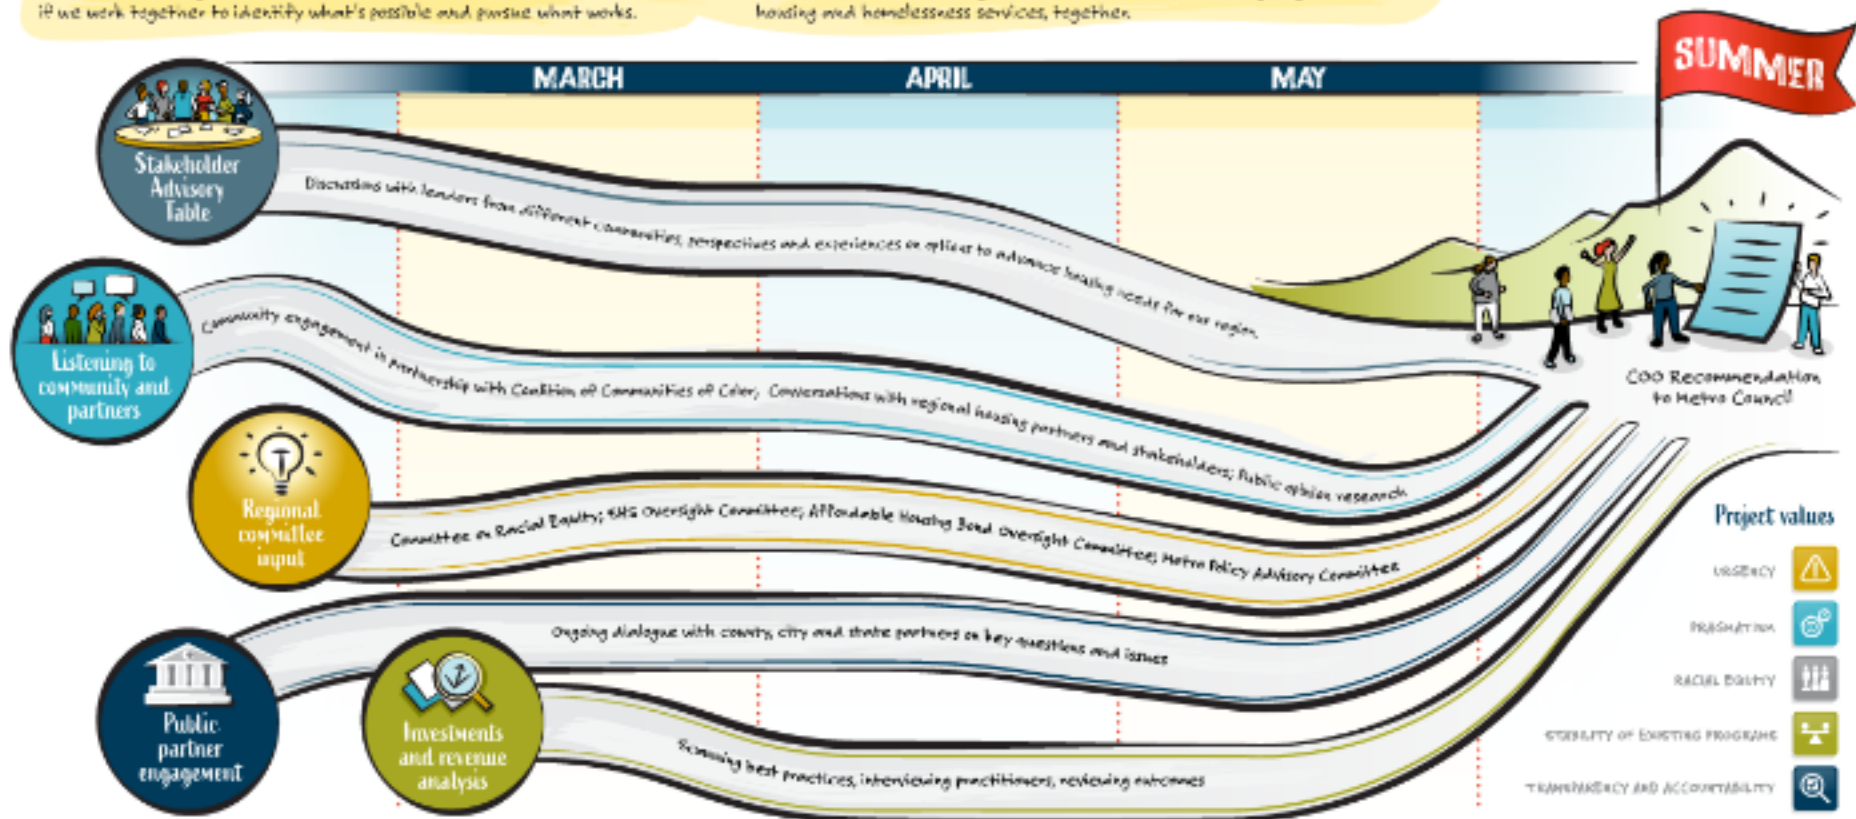 if we work together to identify what's possible and pursue what works.
housing and homelessness services, together.
MARCH
APRIL
MAY
SUMMER
Stakeholder
Advisory
Table
Discussions with leaders from different communities, perspectives and experiences on options to advance housing needs for our region.
Listening to
community and
partners
Community engagement in partnership with Coalition of Communities of Color; Conversations with regional housing partners and stakeholders; Public opinion research
COO Recommendation
to Metro Council
Regional
committee
input
Committee on Racial Equity; SHS Oversight Committee; Affordable Housing Bond Oversight Committee; Metro Policy Advisory Committee
Public
partner
engagement
Ongoing dialogue with county, city and state partners on key questions and issues
Investments
and revenue
analysis
Scanning best practices, interviewing practitioners, reviewing outcomes
Project values
URGENCY
PRAGMATISM
RACIAL EQUITY
STABILITY OF EXISTING PROGRAMS
TRANSPARENCY AND ACCOUNTABILITY